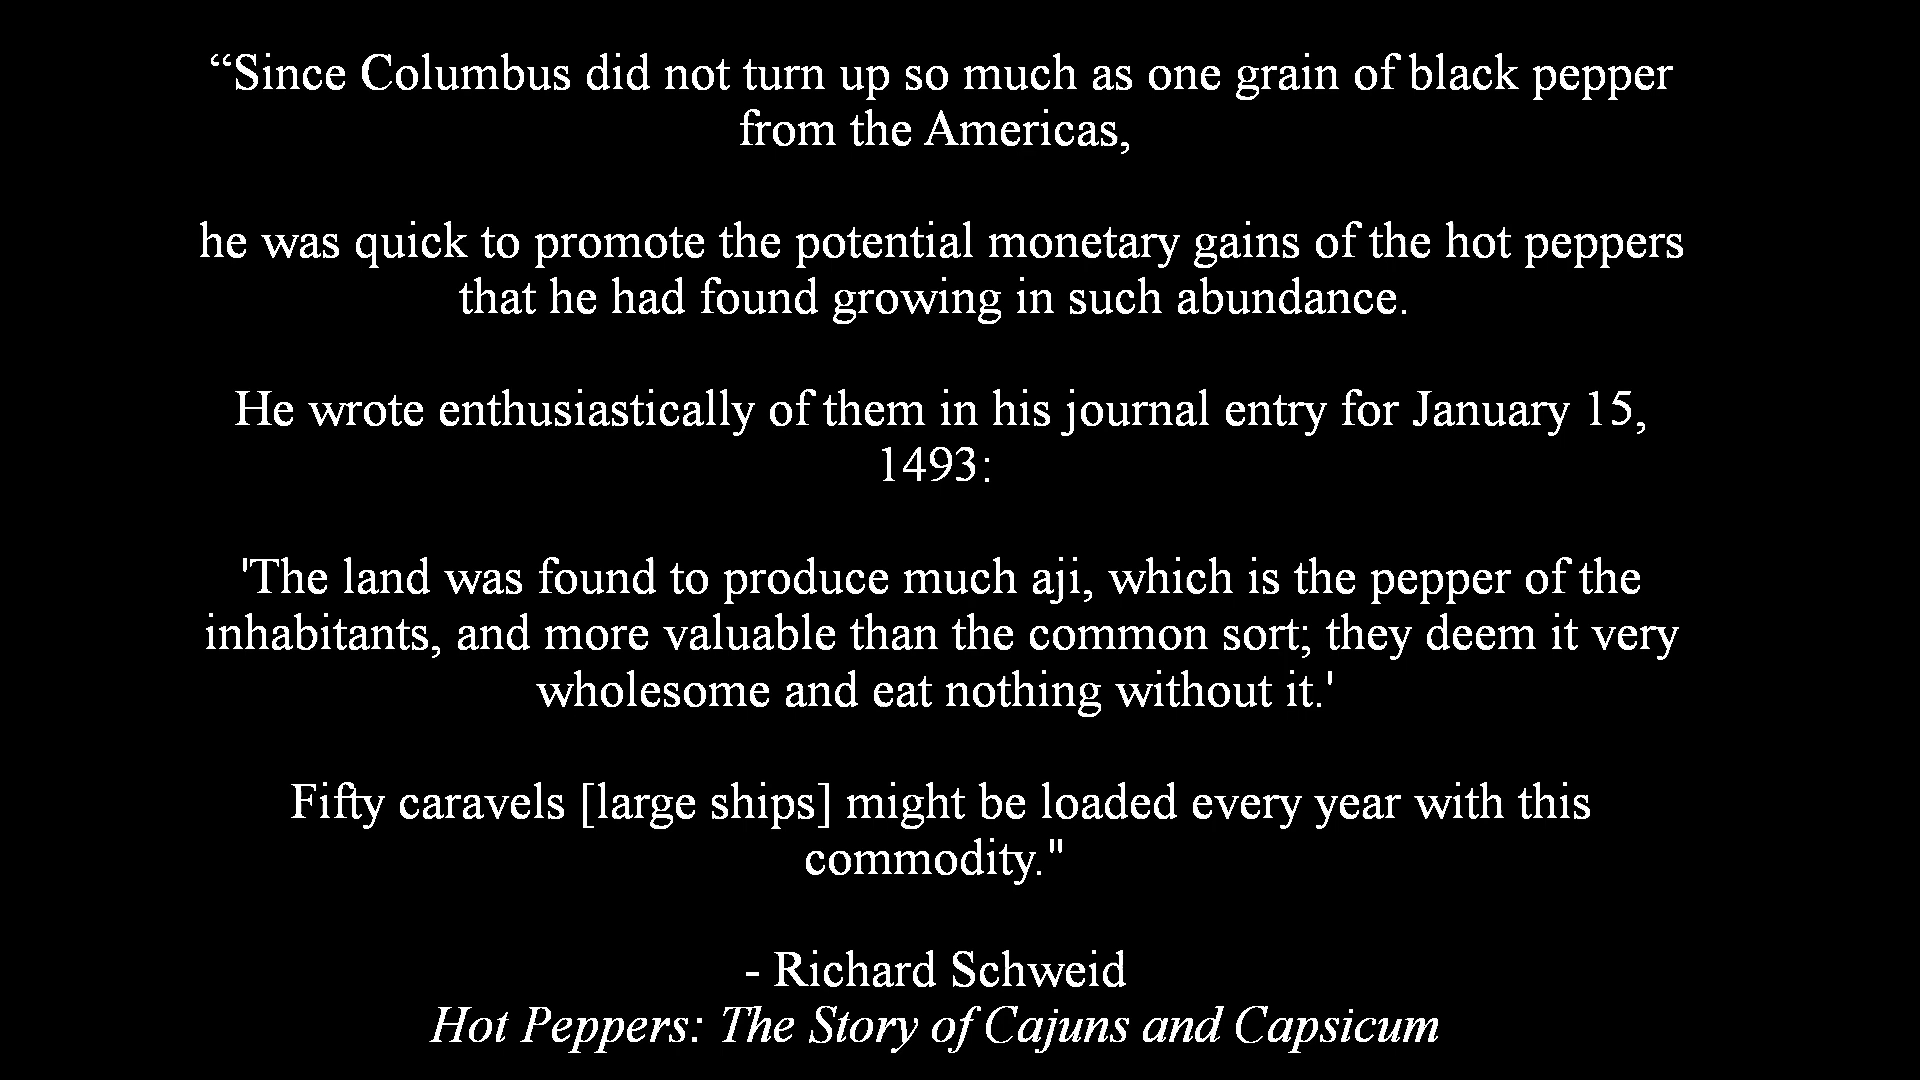 “Since Columbus did not turn up so much as one grain of black pepper
from the Americas,
he was quick to promote the potential monetary gains of the hot peppers
that he had found growing in such abundance.
He wrote enthusiastically of them in his journal entry for January 15,
1493:
'The land was found to produce much aji, which is the pepper of the
inhabitants, and more valuable than the common sort; they deem it very
wholesome and eat nothing without it.'
Fifty caravels [large ships] might be loaded every year with this
commodity."
- Richard Schweid
Hot Peppers: The Story of Cajuns and Capsicum